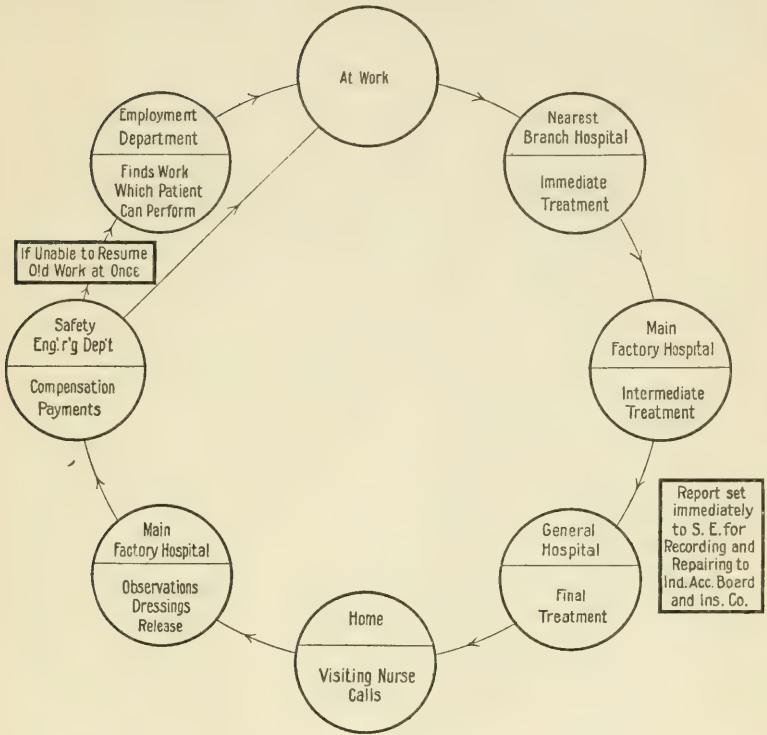 At Work
Nearest
Branch Hospital
Immediate
Treatment
Main
Factory Hospital
Intermediate
Treatment
Report set
immediately
to S. E. for
Recording and
Repairing to
Ind. Acc. Board
and Ins. Co.
General
Hospital
Final
Treatment
Home
Visiting Nurse
Calls
Main
Factory Hospital
Observations
Dressings
Release
Safety
Eng'r'g Dep't
Compensation
Payments
If Unable to Resume
Old Work at Once
Employment
Department
Finds Work
Which Patient
Can Perform